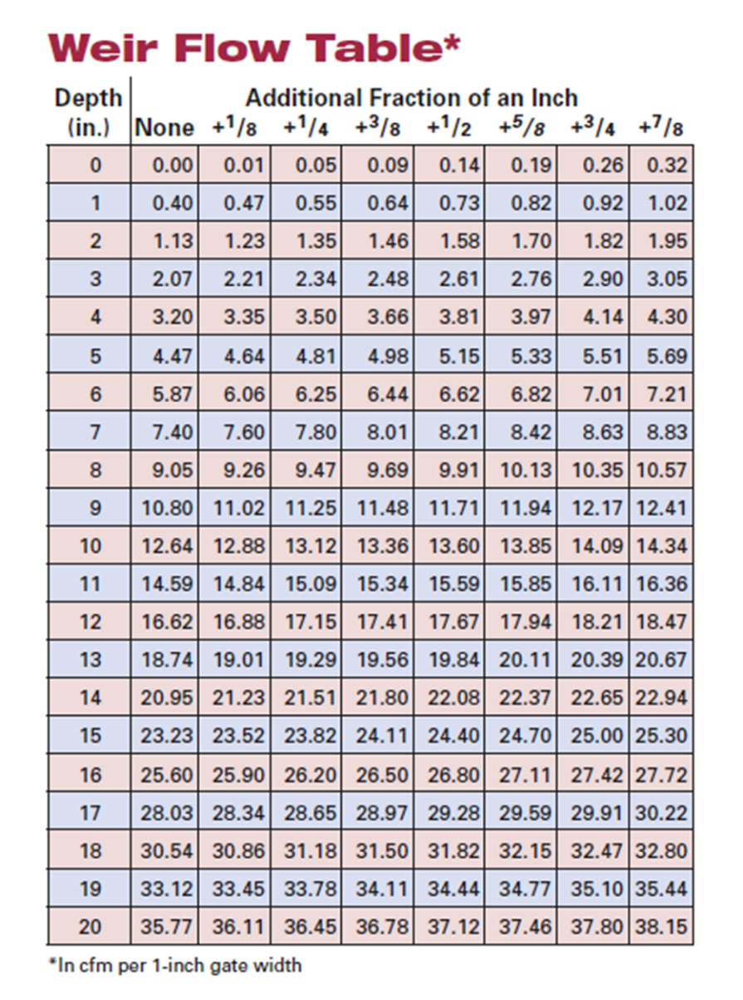 Weir Flow Table*
Depth Additional Fraction of an Inch
(in.) None +1/8 +1/4 +3/8 +1/2 +5/8 +3/4 +7/8
0 0.00 0.01 0.05 0.09 0.14 0.19 0.26 0.32
1 0.40 0.47 0.55 0.64 0.73 0.82 0.92 1.02
2 1.13 1.23 1.35 1.46 1.58 1.70 1.82 1.95
3 2.07 2.21 2.34 2.48 2.61 2.76 2.90 3.05
4 3.20 3.35 3.50 3.66 3.81 3.97 4.14 4.30
5 4.47 4.64 4.81 4.98 5.15 5.33 5.51 5.69
6 5.87 6.06 6.25 6.44 6.62 6.82 7.01 7.21
7 7.40 7.60 7.80 8.01 8.21 8.42 8.63 8.83
8 9.05 9.26 9.47 9.69 9.91 10.13 10.35 10.57
9 10.80 11.02 11.25 11.48 11.71 11.94 12.17 12.41
10 12.64 12.88 13.12 13.36 13.60 13.85 14.09 14.34
11 14.59 14.84 15.09 15.34 15.59 15.85 16.11 16.36
12 16.62 16.88 17.15 17.41 17.67 17.94 18.21 18.47
13 18.74 19.01 19.29 19.56 19.84 20.11 20.39 20.67
14 20.95 21.23 21.51 21.80 22.08 22.37 22.65 22.94
15 23.23 23.52 23.82 24.11 24.40 24.70 25.00 25.30
16 25.60 25.90 26.20 26.50 26.80 27.11 27.42 27.72
17 28.03 28.34 28.65 28.97 29.28 29.59 29.91 30.22
18 30.54 30.86 31.18 31.50 31.82 32.15 32.47 32.80
19 33.12 33.45 33.78 34.11 34.44 34.77 35.10 35.44
20 35.77 36.11 36.45 36.78 37.12 37.46 37.80 38.15
*In cfm per 1-inch gate width